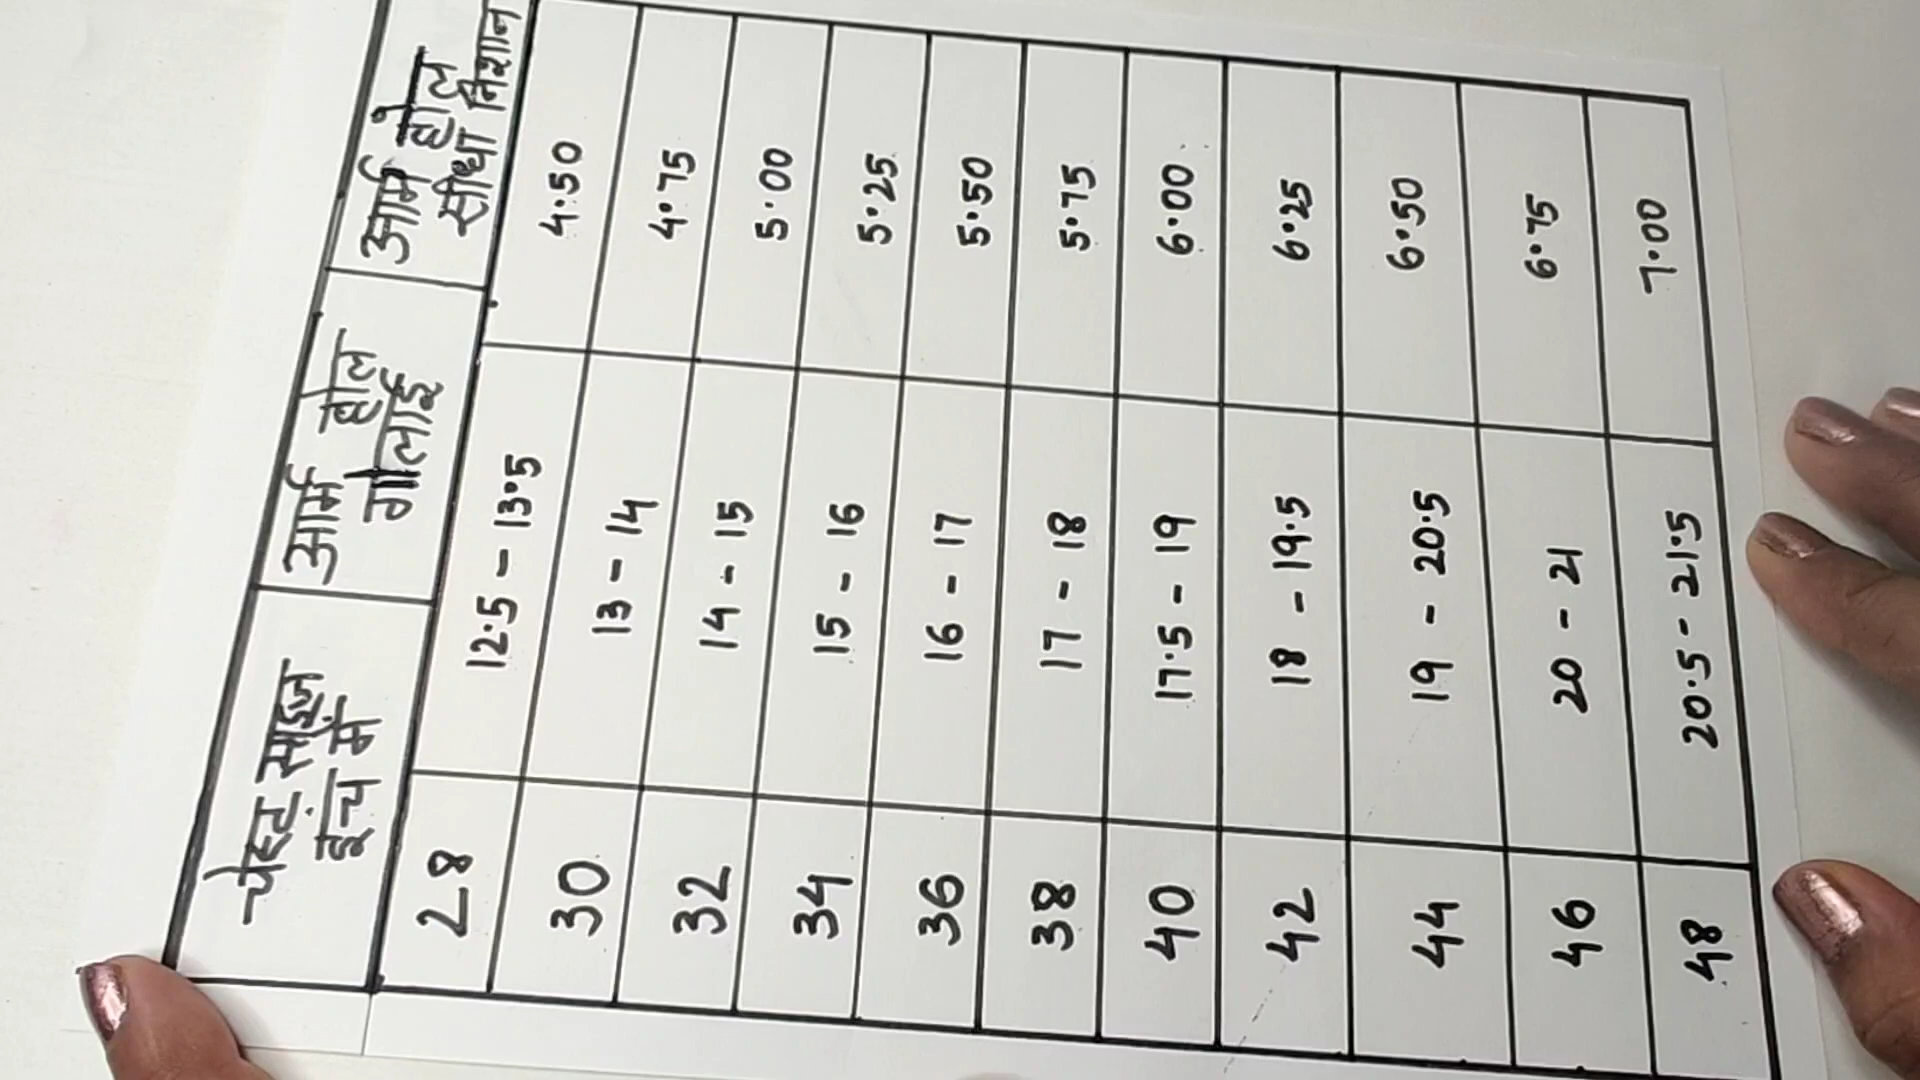 चेस्ट साइज़ इन्च में आर्म होल गोलाई आर्म होल सीधा निशान
28 12.5 - 13.5 4.50
30 13 - 14 4.75
32 14 - 15 5.00
34 15 - 16 5.25
36 16 - 17 5.50
38 17 - 18 5.75
40 17.5 - 19 6.00
42 18 - 19.5 6.25
44 19 - 20.5 6.50
46 20 - 21 6.75
48 20.5 - 21.5 7.00